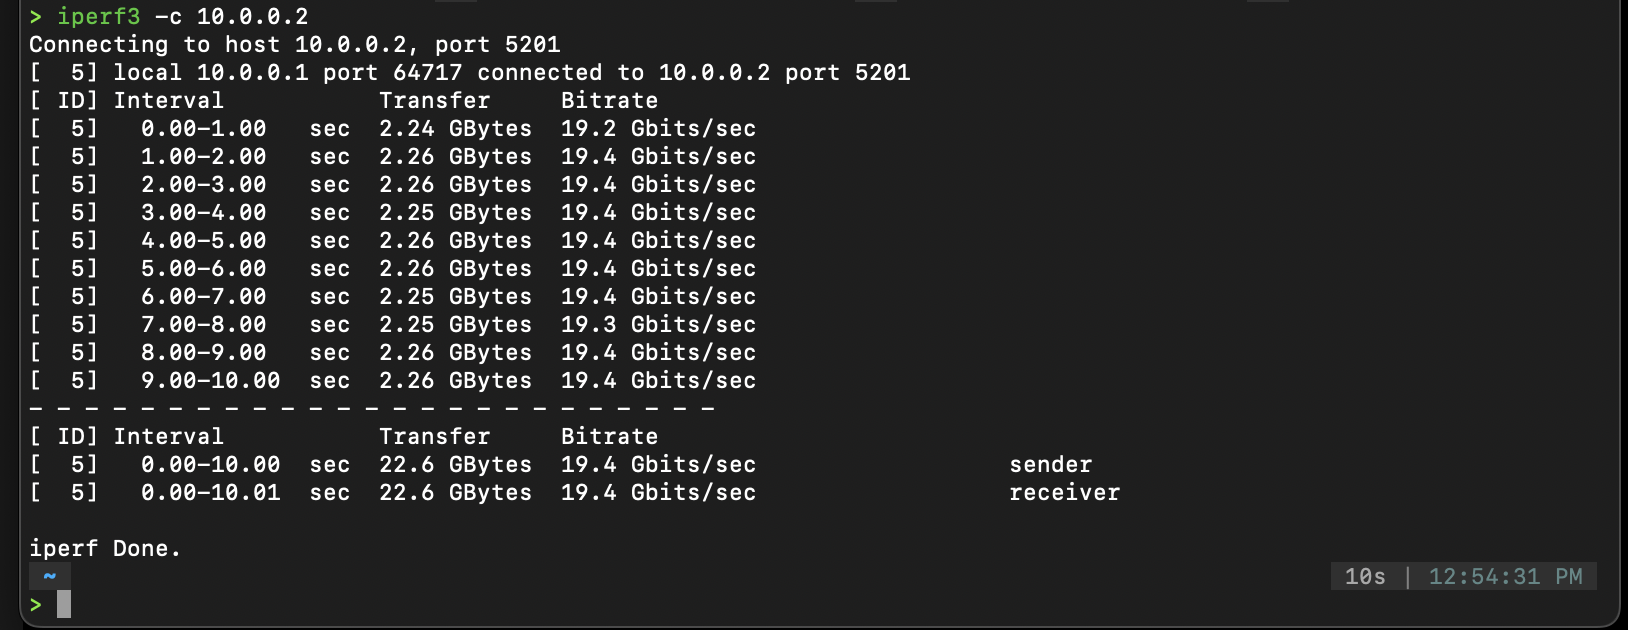 > iperf3 -c 10.0.0.2
Connecting to host 10.0.0.2, port 5201
[  5] local 10.0.0.1 port 64717 connected to 10.0.0.2 port 5201
[ ID] Interval           Transfer     Bitrate
[  5]   0.00-1.00   sec  2.24 GBytes  19.2 Gbits/sec
[  5]   1.00-2.00   sec  2.26 GBytes  19.4 Gbits/sec
[  5]   2.00-3.00   sec  2.26 GBytes  19.4 Gbits/sec
[  5]   3.00-4.00   sec  2.25 GBytes  19.4 Gbits/sec
[  5]   4.00-5.00   sec  2.26 GBytes  19.4 Gbits/sec
[  5]   5.00-6.00   sec  2.26 GBytes  19.4 Gbits/sec
[  5]   6.00-7.00   sec  2.25 GBytes  19.4 Gbits/sec
[  5]   7.00-8.00   sec  2.25 GBytes  19.3 Gbits/sec
[  5]   8.00-9.00   sec  2.26 GBytes  19.4 Gbits/sec
[  5]   9.00-10.00  sec  2.26 GBytes  19.4 Gbits/sec
- - - - - - - - - - - - - - - - - - - - - - - - -
[ ID] Interval           Transfer     Bitrate
[  5]   0.00-10.00  sec  22.6 GBytes  19.4 Gbits/sec                  sender
[  5]   0.00-10.01  sec  22.6 GBytes  19.4 Gbits/sec                  receiver
iperf Done.
~ 10s | 12:54:31 PM
>